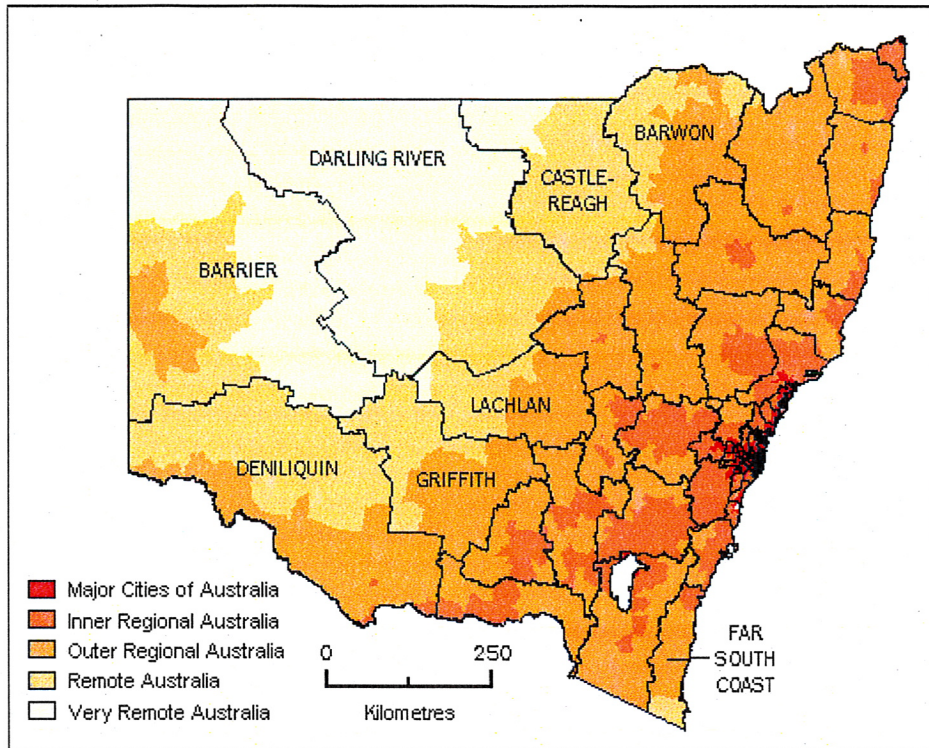 DARLING RIVER
BARWON
CASTLE-
REAGH
BARRIER
LACHLAN
DENILIQUIN
GRIFFITH
Major Cities of Australia
Inner Regional Australia
Outer Regional Australia
Remote Australia
Very Remote Australia
0 250
Kilometres
FAR
SOUTH
COAST